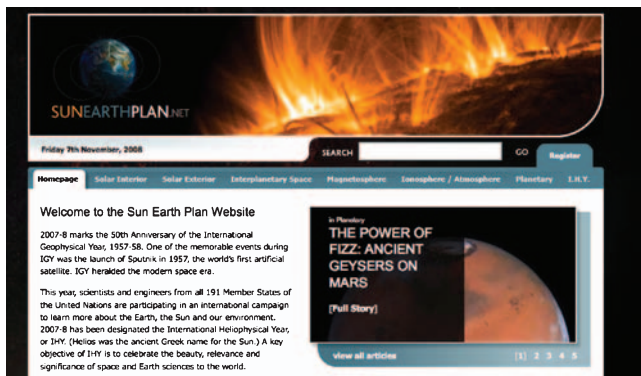 SUNEARTHPLAN.NET
Friday 7th November, 2008
SEARCH
GO
Register
Homepage
Solar Interior
Solar Exterior
Interplanetary Space
Magnetosphere
Ionosphere / Atmosphere
Planetary
I.H.Y.
Welcome to the Sun Earth Plan Website
2007-8 marks the 50th Anniversary of the International
Geophysical Year, 1957-58. One of the memorable events during
IGY was the launch of Sputnik in 1957, the world's first artificial
satellite. IGY heralded the modern space era.
This year, scientists and engineers from all 191 Member States of
the United Nations are participating in an international campaign
to learn more about the Earth, the Sun and our environment.
2007-8 has been designated the International Heliophysical Year,
or IHY. (Helios was the ancient Greek name for the Sun.) A key
objective of IHY is to celebrate the beauty, relevance and
significance of space and Earth sciences to the world.
in Planetary
THE POWER OF
FIZZ: ANCIENT
GEYSERS ON
MARS
[Full Story]
view all articles
[1] 2 3 4 5